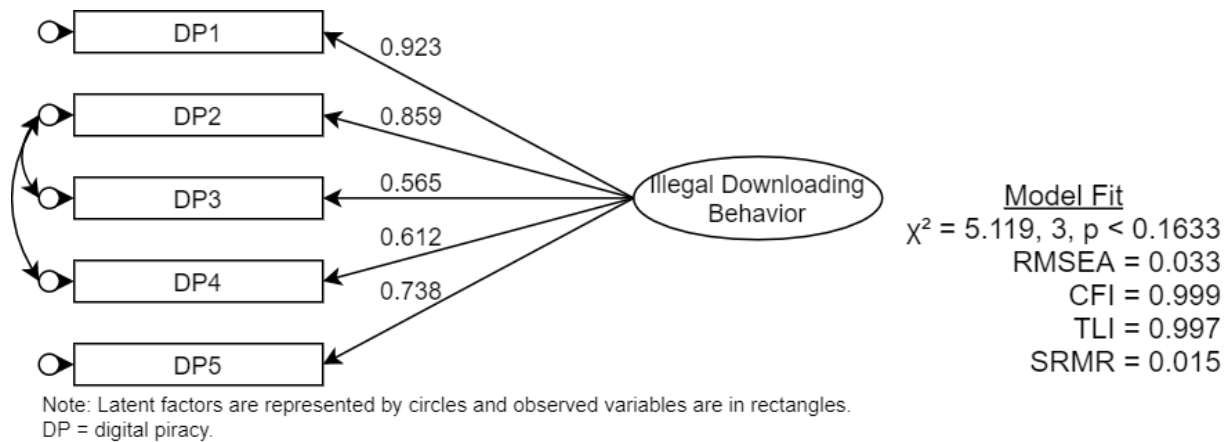 DP1
0.923
DP2
0.859
DP3
0.565
DP4
0.612
DP5
0.738
Illegal Downloading
Behavior
Model Fit
χ² = 5.119, 3, p < 0.1633
RMSEA = 0.033
CFI = 0.999
TLI = 0.997
SRMR = 0.015
Note: Latent factors are represented by circles and observed variables are in rectangles.
DP = digital piracy.